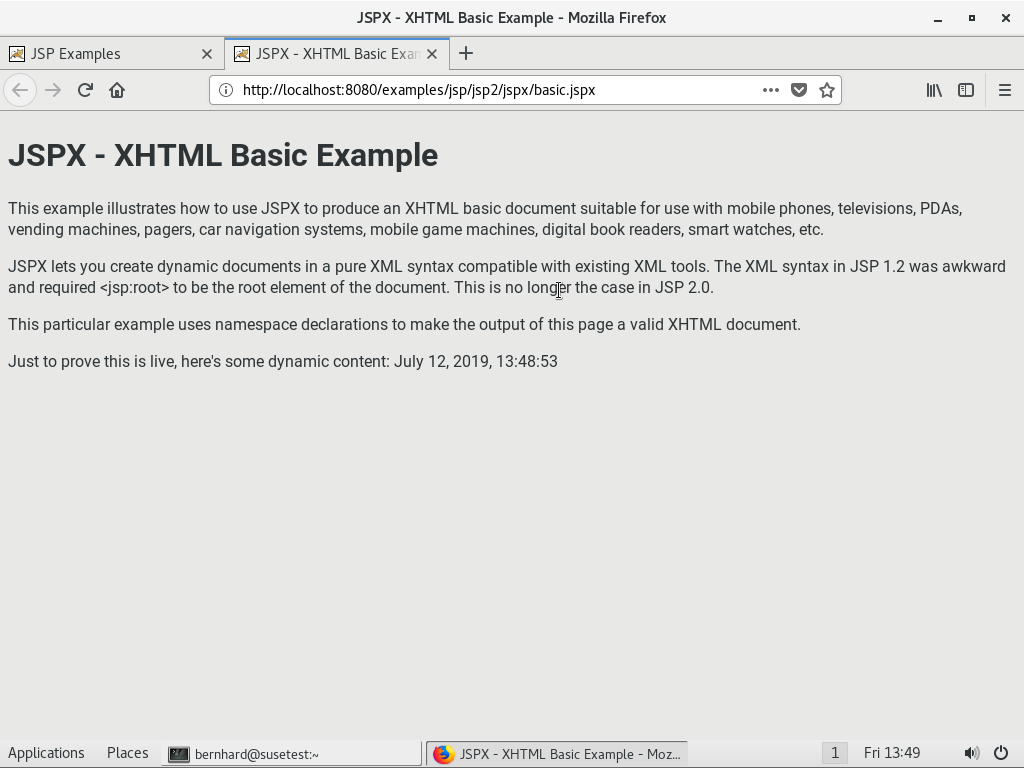 JSPX - XHTML Basic Example - Mozilla Firefox
JSP Examples
JSPX - XHTML Basic Exam
http://localhost:8080/examples/jsp/jsp2/jspx/basic.jspx
JSPX - XHTML Basic Example
This example illustrates how to use JSPX to produce an XHTML basic document suitable for use with mobile phones, televisions, PDAs,
vending machines, pagers, car navigation systems, mobile game machines, digital book readers, smart watches, etc.
JSPX lets you create dynamic documents in a pure XML syntax compatible with existing XML tools. The XML syntax in JSP 1.2 was awkward
and required <jsp:root> to be the root element of the document. This is no longer the case in JSP 2.0.
This particular example uses namespace declarations to make the output of this page a valid XHTML document.
Just to prove this is live, here's some dynamic content: July 12, 2019, 13:48:53
Applications Places bernhard@susetest:~ JSPX - XHTML Basic Example - Moz... 1 Fri 13:49